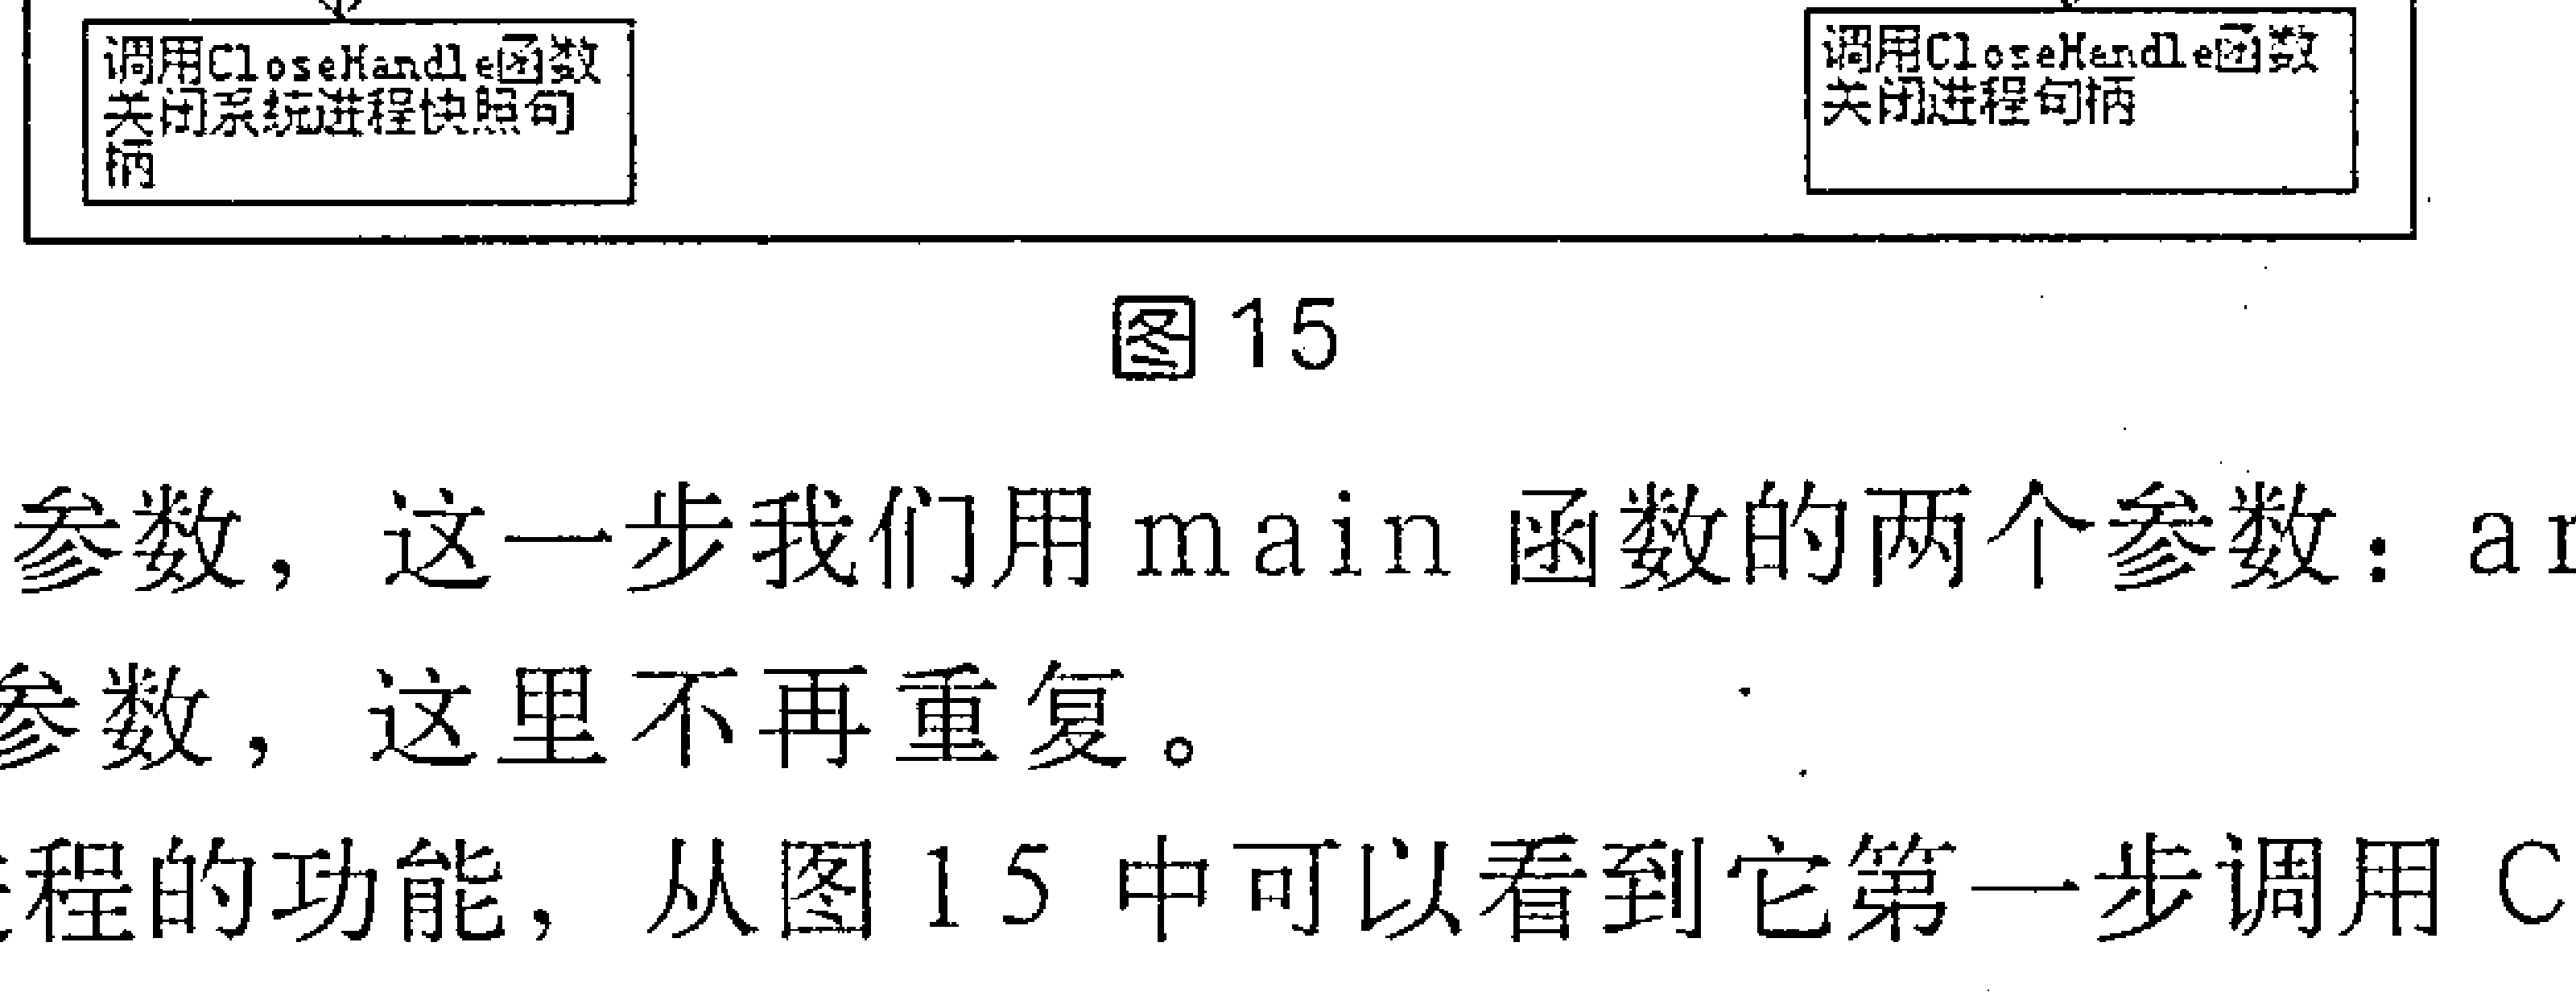 调用CloseHandle函数
关闭系统进程快照句
柄
调用CloseHandle函数
关闭进程句柄
图15
参数，这一步我们用main函数的两个参数：ar
参数，这里不再重复。
程的功能，从图15中可以看到它第一步调用C